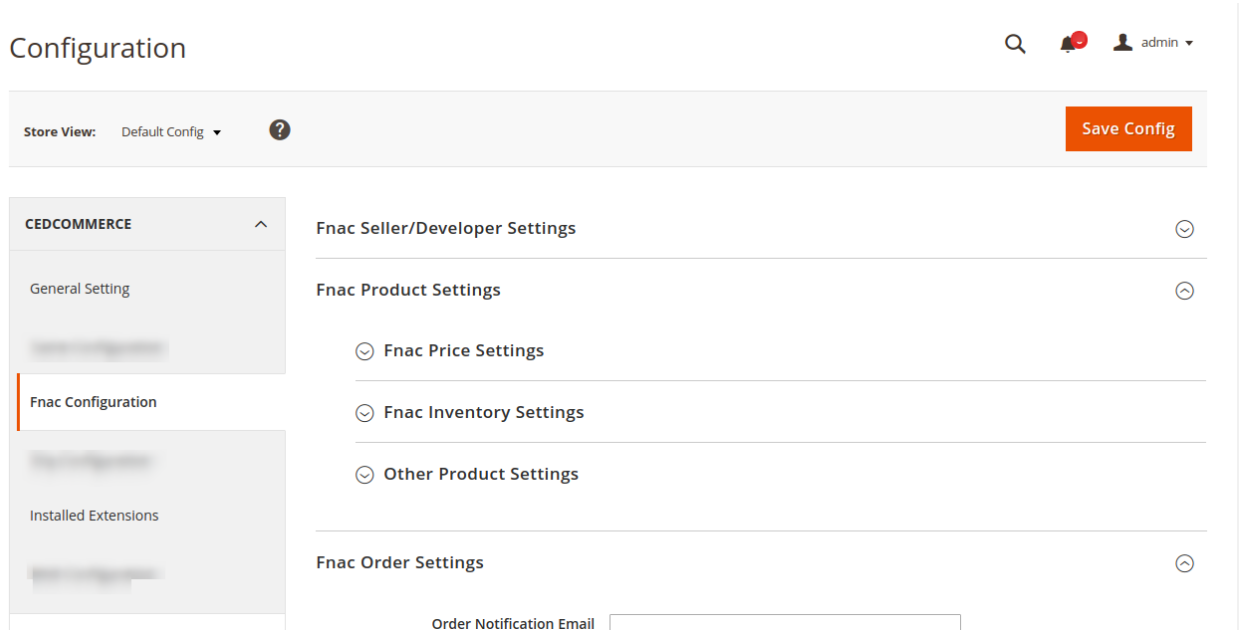 Configuration
admin
Store View: Default Config ?
Save Config
CEDCOMMERCE
General Setting
Fnac Configuration
Installed Extensions
Fnac Seller/Developer Settings
Fnac Product Settings
Fnac Price Settings
Fnac Inventory Settings
Other Product Settings
Fnac Order Settings
Order Notification Email